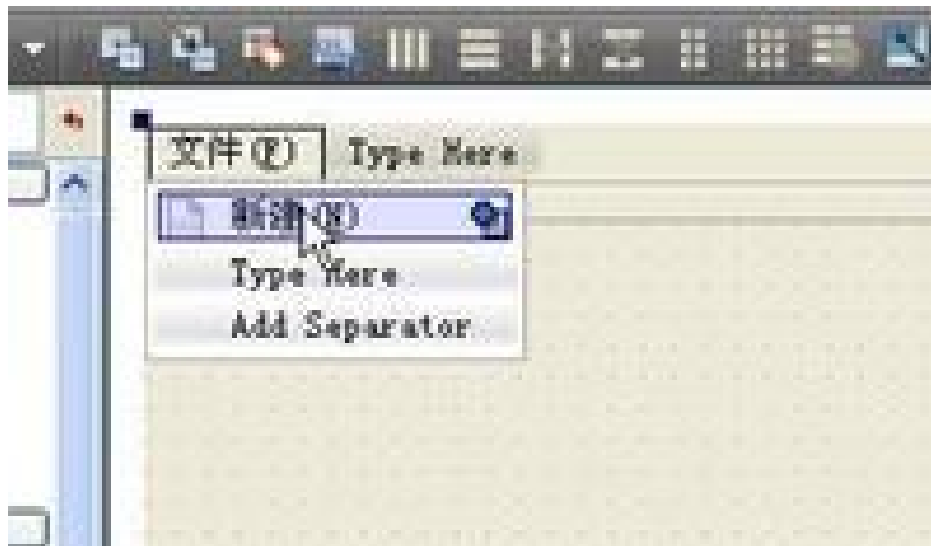 文件(F) Type Here
新建(N)
Type Here
Add Separator